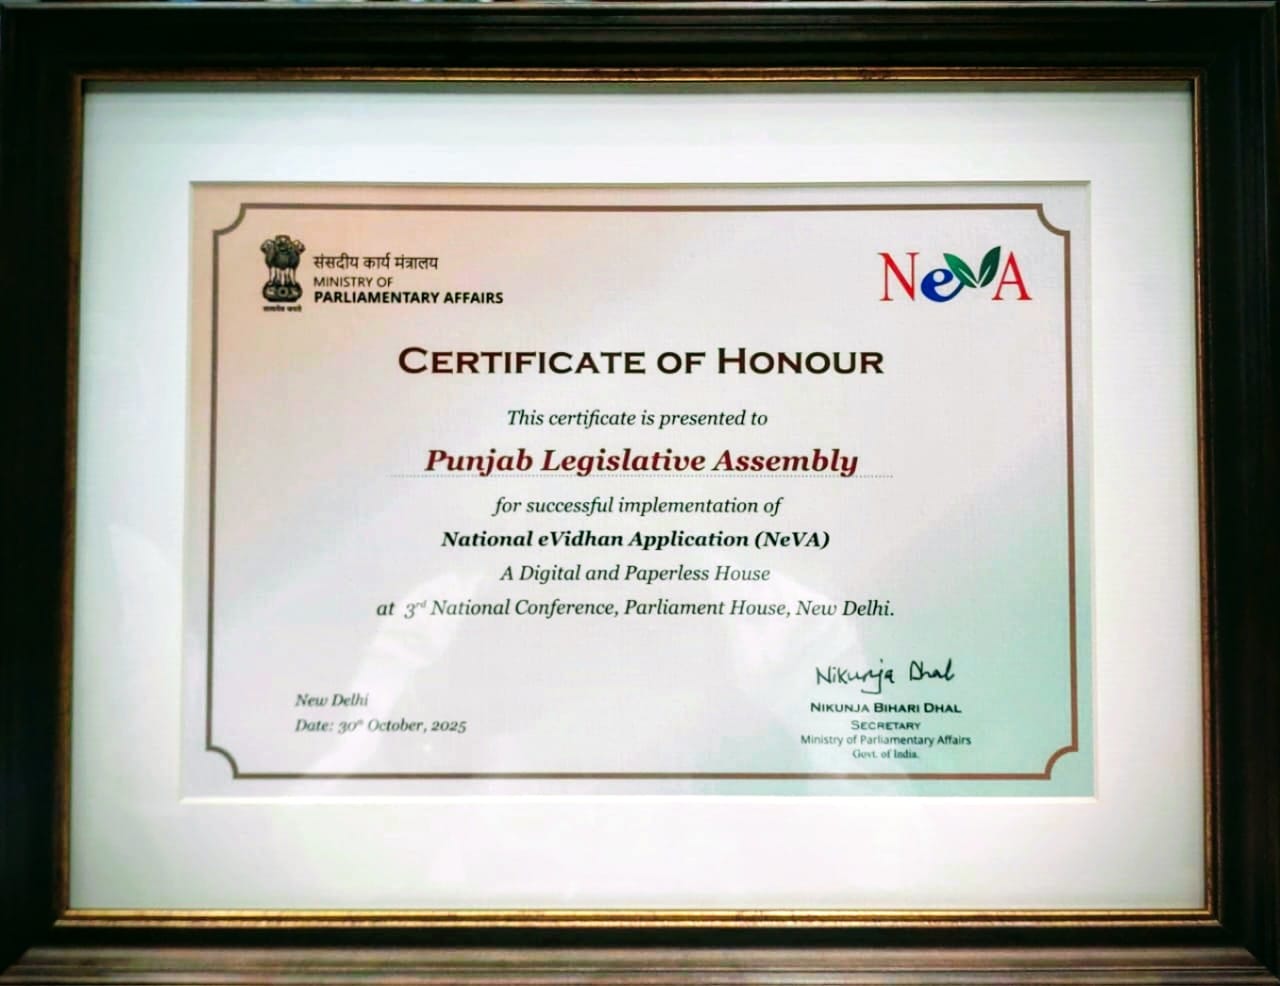 संसदीय कार्य मंत्रालय
MINISTRY OF
PARLIAMENTARY AFFAIRS
सत्यमेव जयते
NeVA
CERTIFICATE OF HONOUR
This certificate is presented to
Punjab Legislative Assembly
for successful implementation of
National eVidhan Application (NeVA)
A Digital and Paperless House
at 3rd National Conference, Parliament House, New Delhi.
Nikunja Dhal
New Delhi
Date: 30th October, 2025
NIKUNJA BIHARI DHAL
SECRETARY
Ministry of Parliamentary Affairs
Govt. of India.